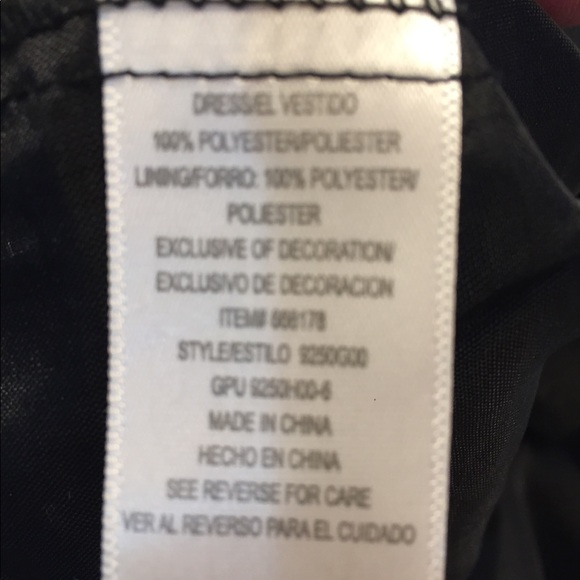 DRESS/EL VESTIDO
100% POLYESTER/POLIESTER
LINING/FORRO: 100% POLYESTER/
POLIESTER
EXCLUSIVE OF DECORATION/
EXCLUSIVO DE DECORACION
ITEM#
STYLE/ESTILO 9250G00
GPU 9250H00-6
MADE IN CHINA
HECHO EN CHINA
SEE REVERSE FOR CARE
VER AL REVERSO PARA EL CUIDADO